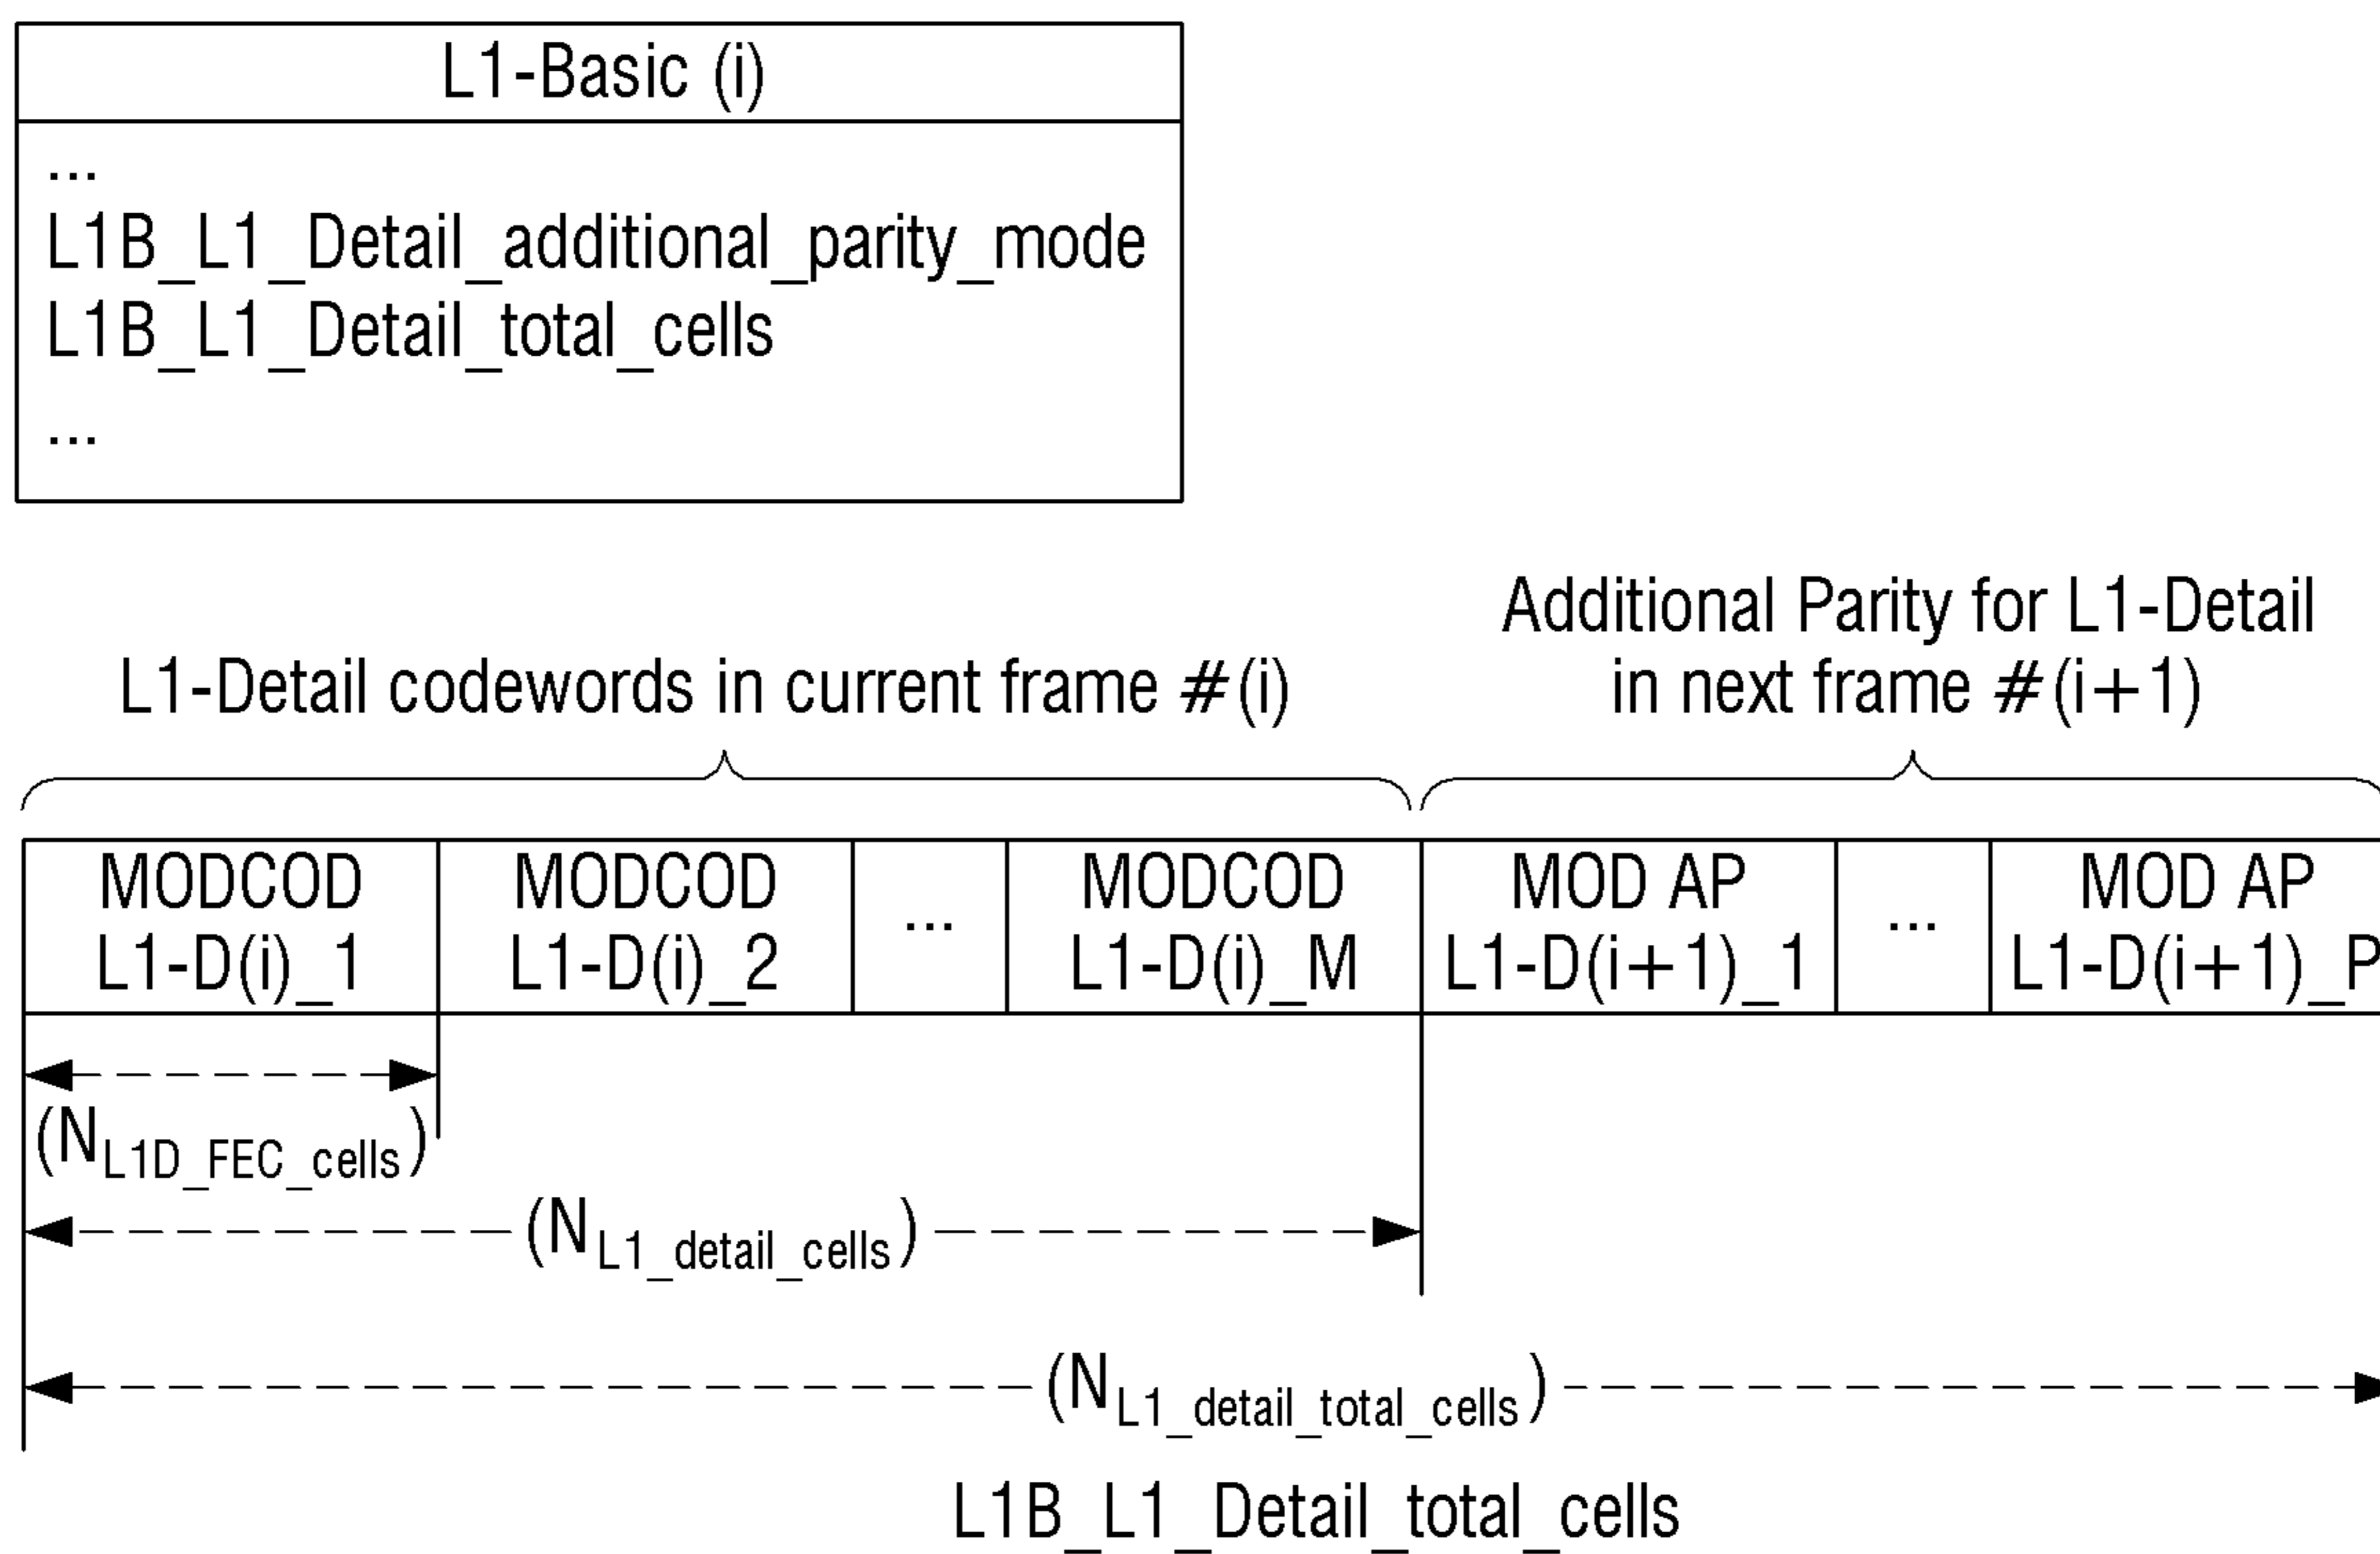 L1-Basic (i)
...
L1B_L1_Detail_additional_parity_mode
L1B_L1_Detail_total_cells
...
Additional Parity for L1-Detail
in next frame #(i+1)
L1-Detail codewords in current frame #(i)
MODCOD
L1-D(i)_1
MODCOD
L1-D(i)_2
...
MODCOD
L1-D(i)_M
MOD AP
L1-D(i+1)_1
...
MOD AP
L1-D(i+1)_P
(NL1D_FEC_cells)
(NL1_detail_cells)
(NL1_detail_total_cells)
L1B_L1_Detail_total_cells